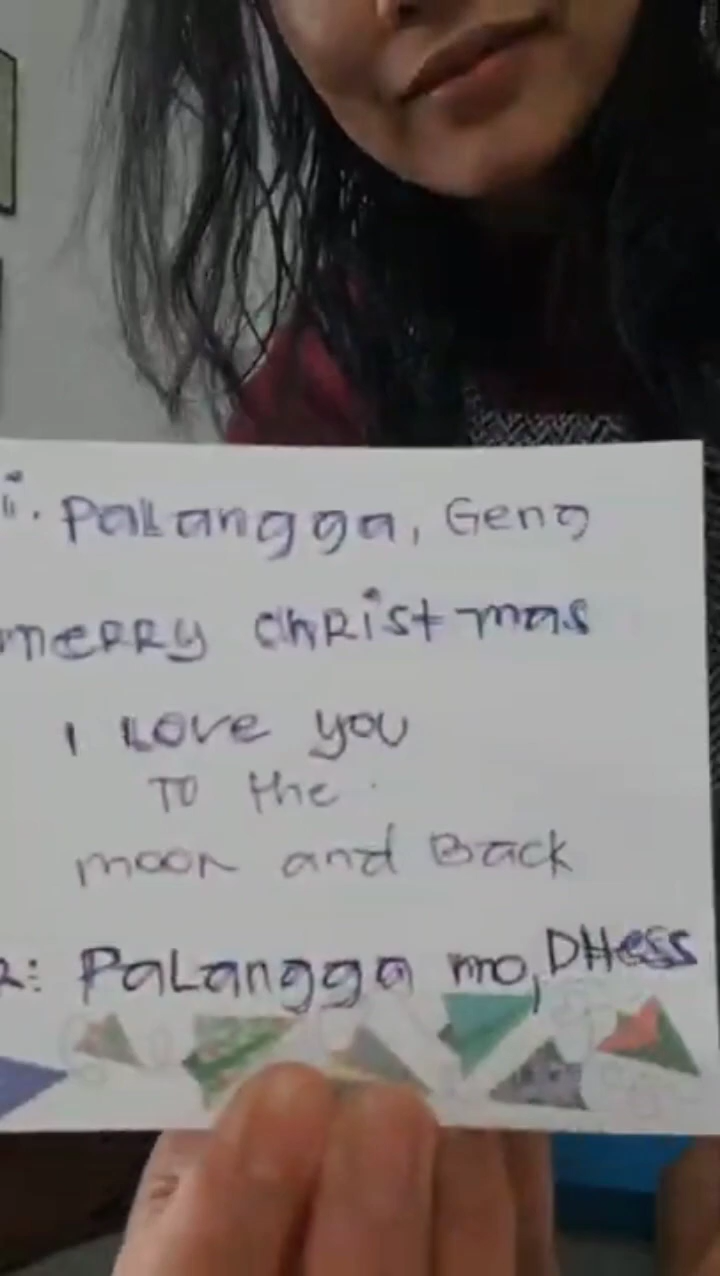 i. Palangga, Geng
merry christmas
I Love you
To the
moon and Back
: Palangga mo, DHess